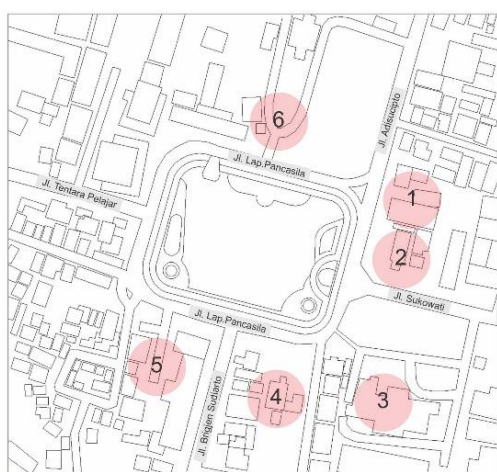 6
Jl. Lap.Pancasila
Jl. Adisucipto
Jl. Tentara Pelajar
1
2
Jl. Sukowati
Jl. Lap.Pancasila
5
Jl. Brigjen Sudiarto
4
3